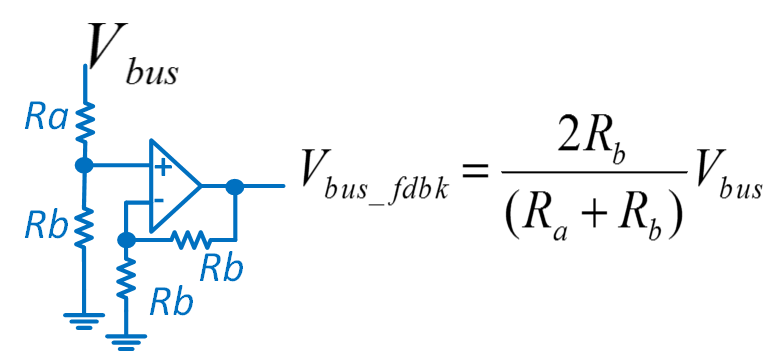 V_bus
Ra
+
-
Rb
Rb
Rb
V_bus_fdbk = 2R_b / (R_a + R_b) V_bus